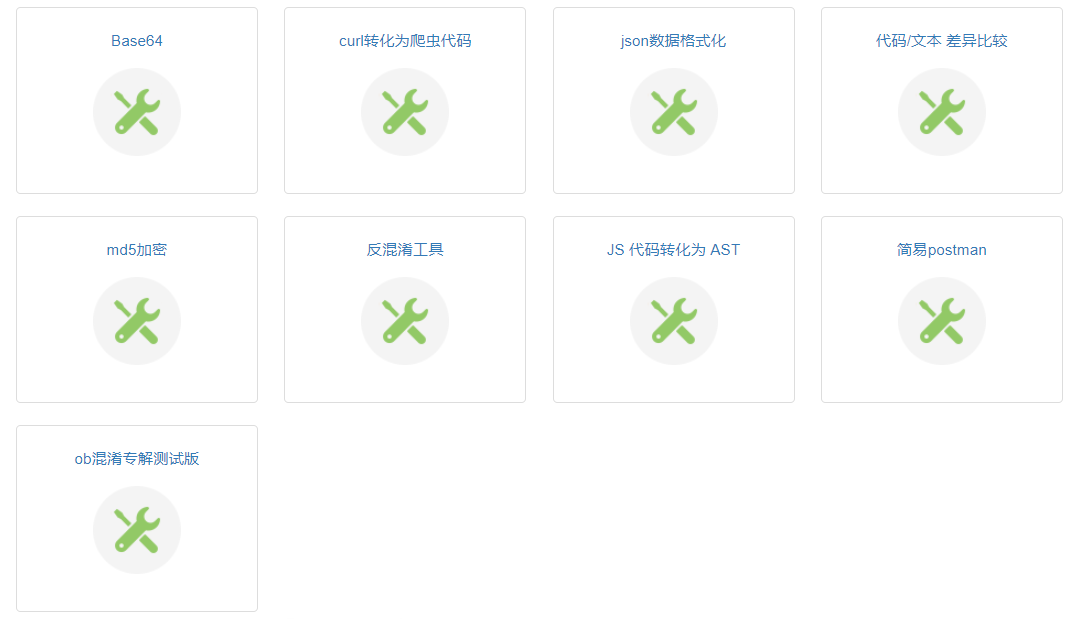 Base64
curl转化为爬虫代码
json数据格式化
代码/文本 差异比较
md5加密
反混淆工具
JS 代码转化为 AST
简易postman
ob混淆专解测试版